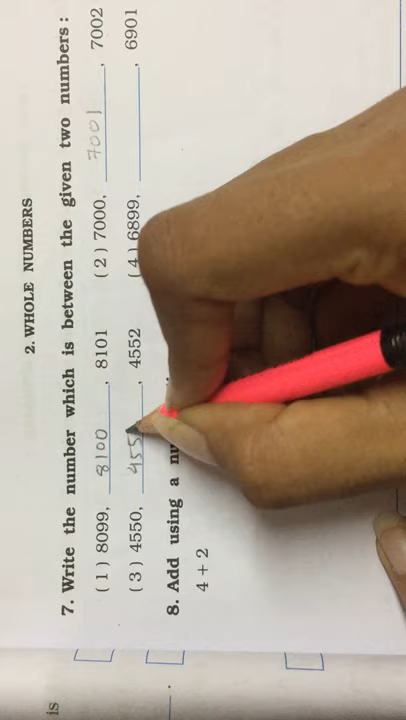 2. WHOLE NUMBERS
7. Write the number which is between the given two numbers :
( 1 ) 8099, 8100, 8101 ( 2 ) 7000, 7001, 7002
( 3 ) 4550, 455, 4552 ( 4 ) 6899, , 6901
8. Add using a
4 + 2
is
.